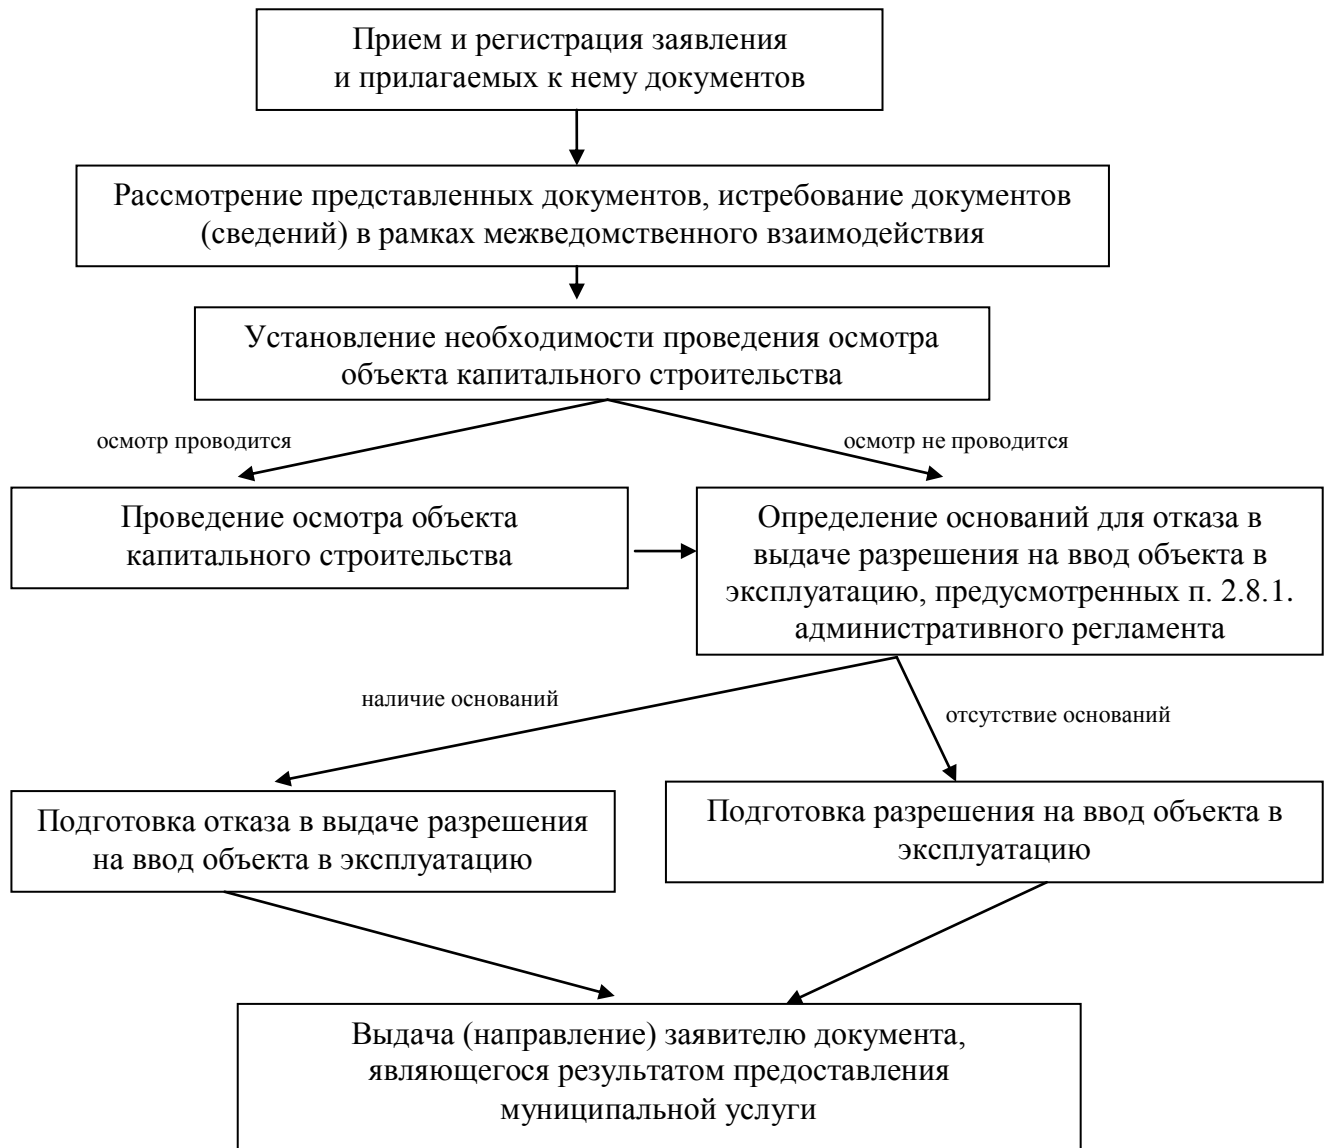 Прием и регистрация заявления
и прилагаемых к нему документов
Рассмотрение представленных документов, истребование документов
(сведений) в рамках межведомственного взаимодействия
Установление необходимости проведения осмотра
объекта капитального строительства
осмотр проводится
осмотр не проводится
Проведение осмотра объекта
капитального строительства
Определение оснований для отказа в
выдаче разрешения на ввод объекта в
эксплуатацию, предусмотренных п. 2.8.1.
административного регламента
наличие оснований
отсутствие оснований
Подготовка отказа в выдаче разрешения
на ввод объекта в эксплуатацию
Подготовка разрешения на ввод объекта в
эксплуатацию
Выдача (направление) заявителю документа,
являющегося результатом предоставления
муниципальной услуги